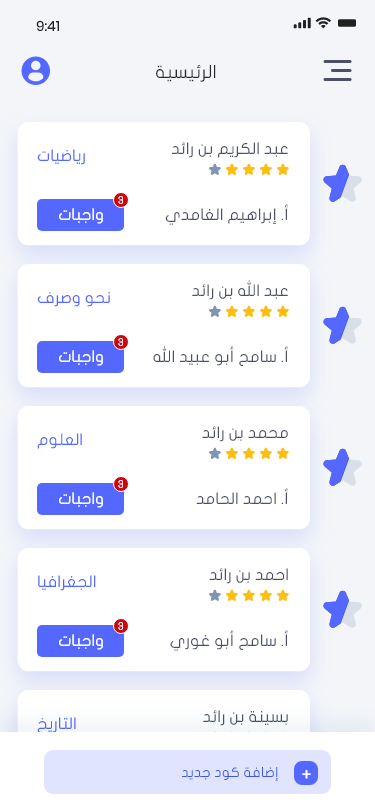 9:41
الرئيسية
عبد الكريم بن رائد
رياضيات
أ. إبراهيم الغامدي
واجبات
3
عبد الله بن رائد
نحو وصرف
أ. سامح أبو عبيد الله
واجبات
3
محمد بن رائد
العلوم
أ. احمد الحامد
واجبات
3
احمد بن رائد
الجغرافيا
أ. سامح أبو غوري
واجبات
3
بسينة بن رائد
التاريخ
إضافة كود جديد